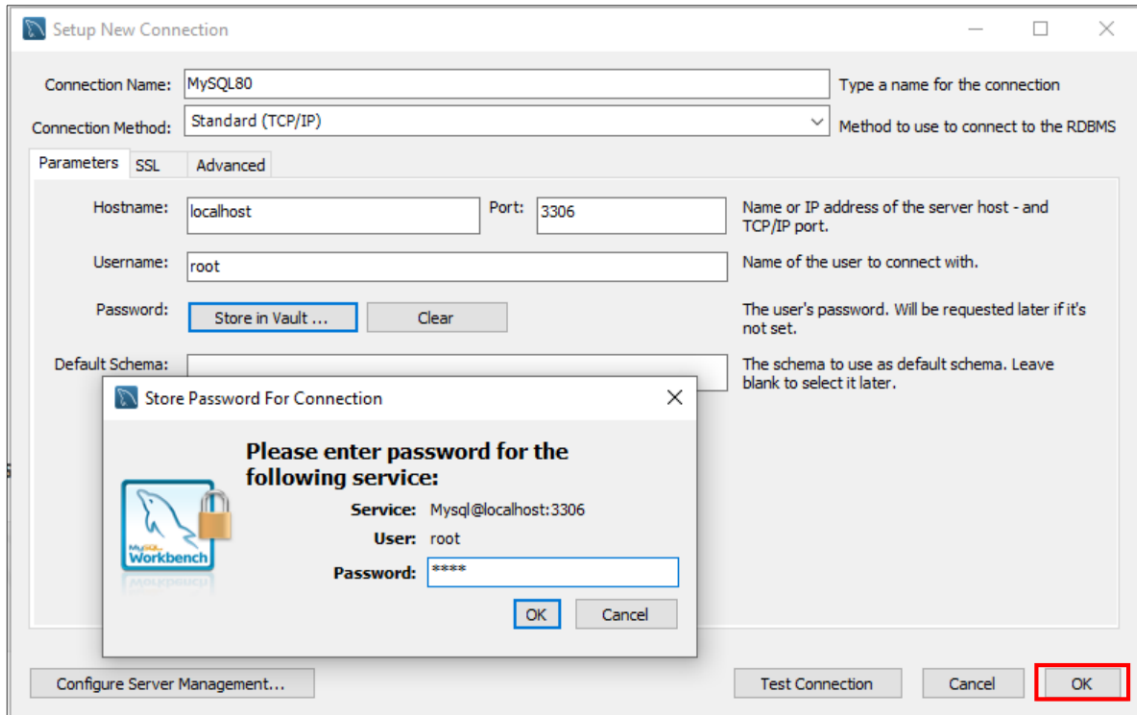 Setup New Connection
Connection Name: MySQL80 Type a name for the connection
Connection Method: Standard (TCP/IP) Method to use to connect to the RDBMS
Parameters SSL Advanced
Hostname: localhost Port: 3306 Name or IP address of the server host - and
TCP/IP port.
Username: root Name of the user to connect with.
Password: Store in Vault ... Clear The user's password. Will be requested later if it's
not set.
Default Schema: The schema to use as default schema. Leave
blank to select it later.
Store Password For Connection
Please enter password for the
following service:
Service: Mysql@localhost:3306
User: root
Password: ****
MySQL
Workbench
OK Cancel
Configure Server Management... Test Connection Cancel OK